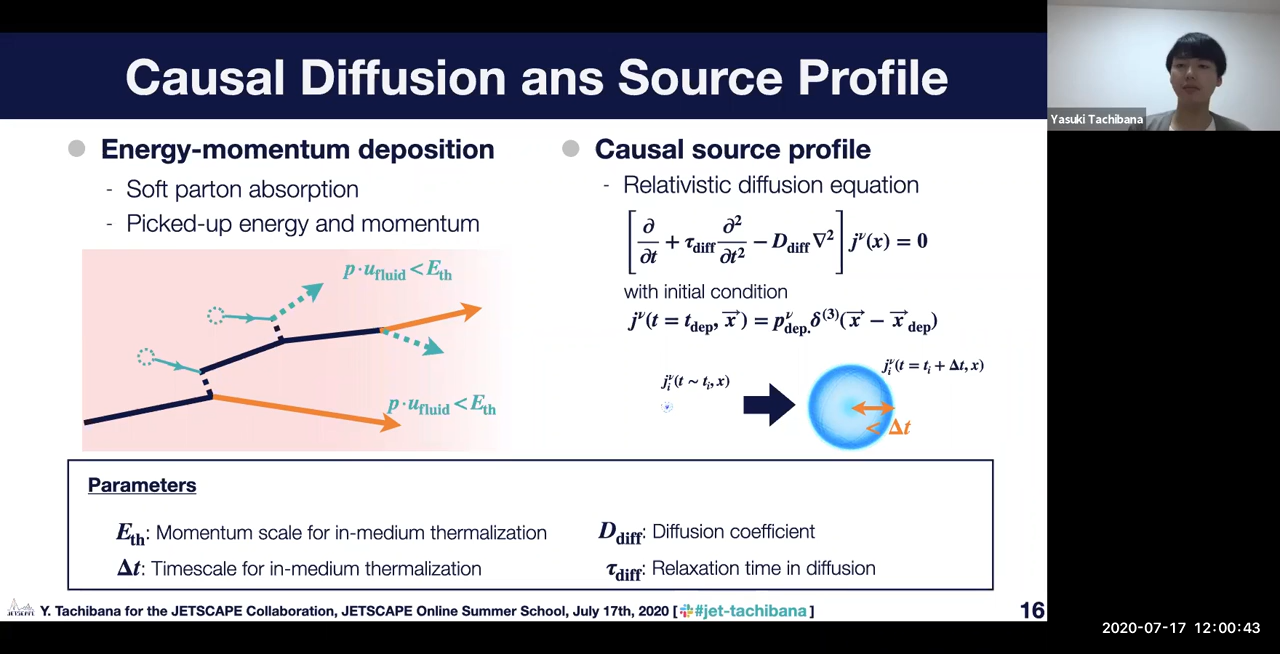 Causal Diffusion ans Source Profile
Yasuki Tachibana
Energy-momentum deposition
- Soft parton absorption
- Picked-up energy and momentum
p·u_fluid < E_th
p·u_fluid < E_th
Causal source profile
- Relativistic diffusion equation
[∂/∂t + τ_diff ∂²/∂t² − D_diff ∇²] j^ν(x) = 0
with initial condition
j^ν(t = t_dep, x⃗) = p^ν_dep. δ^(3)(x⃗ − x⃗_dep)
j_i^ν(t ~ t_i, x)
j_i^ν(t = t_i + Δt, x)
< Δt
Parameters
E_th: Momentum scale for in-medium thermalization
Δt: Timescale for in-medium thermalization
D_diff: Diffusion coefficient
τ_diff: Relaxation time in diffusion
JETSCAPE
Y. Tachibana for the JETSCAPE Collaboration, JETSCAPE Online Summer School, July 17th, 2020 [ #jet-tachibana ]
16
2020-07-17 12:00:43